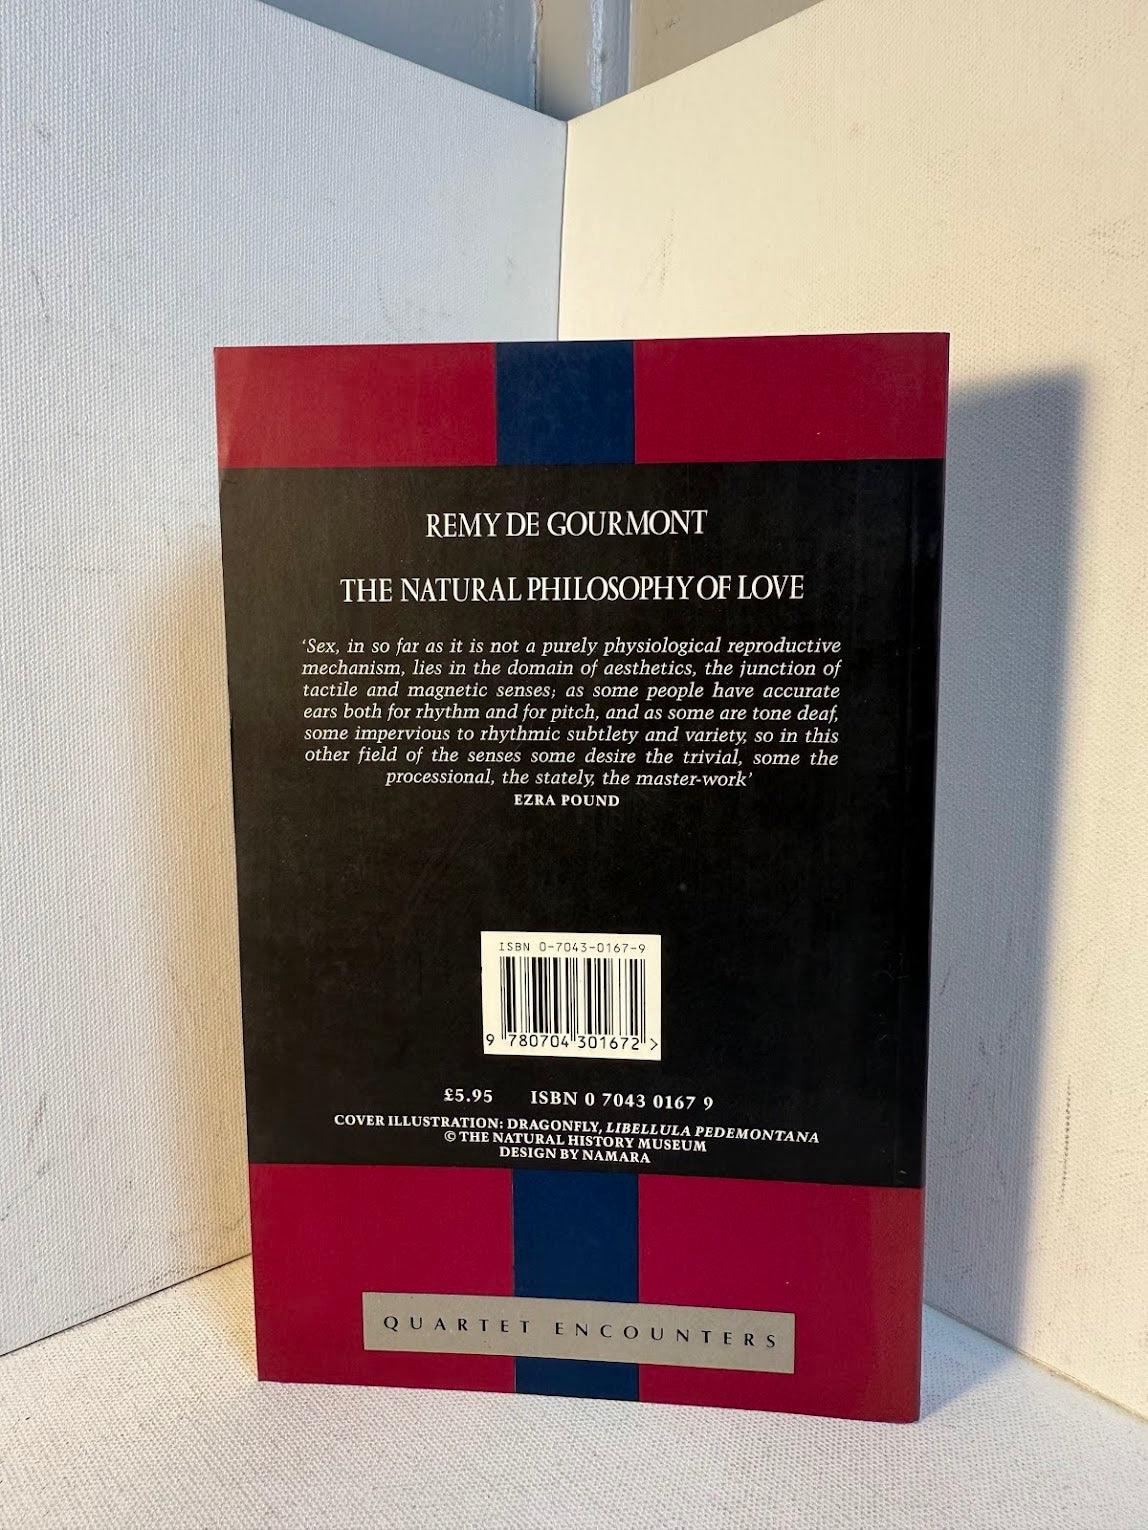 REMY DE GOURMONT
THE NATURAL PHILOSOPHY OF LOVE
‘Sex, in so far as it is not a purely physiological reproductive
mechanism, lies in the domain of aesthetics, the junction of
tactile and magnetic senses; as some people have accurate
ears both for rhythm and for pitch, and as some are tone deaf,
some impervious to rhythmic subtlety and variety, so in this
other field of the senses some desire the trivial, some the
processional, the stately, the master-work’
EZRA POUND
ISBN 0-7043-0167-9
9 780704 301672 >
£5.95 ISBN 0 7043 0167 9
COVER ILLUSTRATION: DRAGONFLY, LIBELLULA PEDEMONTANA
© THE NATURAL HISTORY MUSEUM
DESIGN BY NAMARA
QUARTET ENCOUNTERS